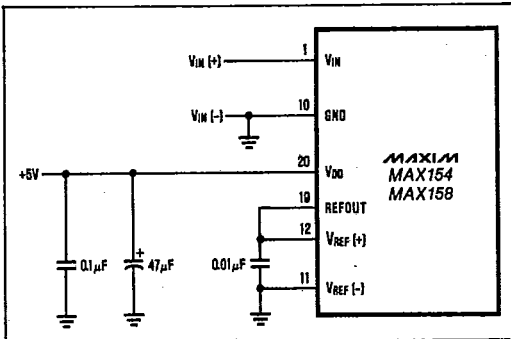 VIN (+) 1 VIN
VIN (-) 10 GND
+5V 20 VDD
MAXIM
MAX154
MAX158
19 REFOUT
12 VREF (+)
0.1µF + 47µF 0.01µF
11 VREF (-)